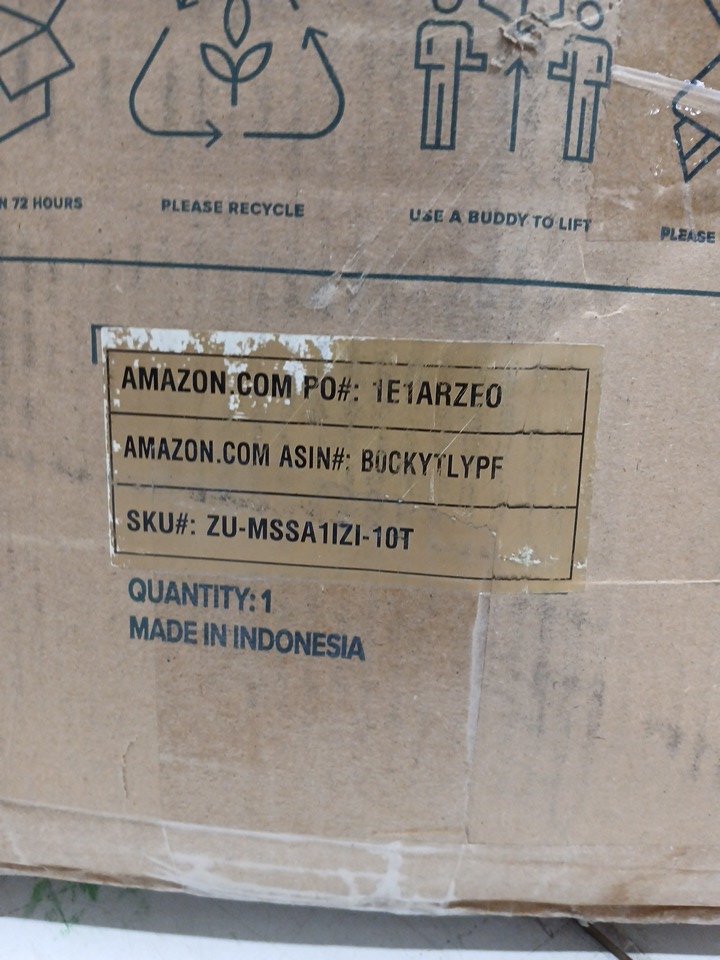 N 72 HOURS
PLEASE RECYCLE
USE A BUDDY TO LIFT
PLEASE
AMAZON.COM PO#: 1E1ARZEO
AMAZON.COM ASIN#: B0CKYTLYPF
SKU#: ZU-MSSA1IZI-10T
QUANTITY: 1
MADE IN INDONESIA